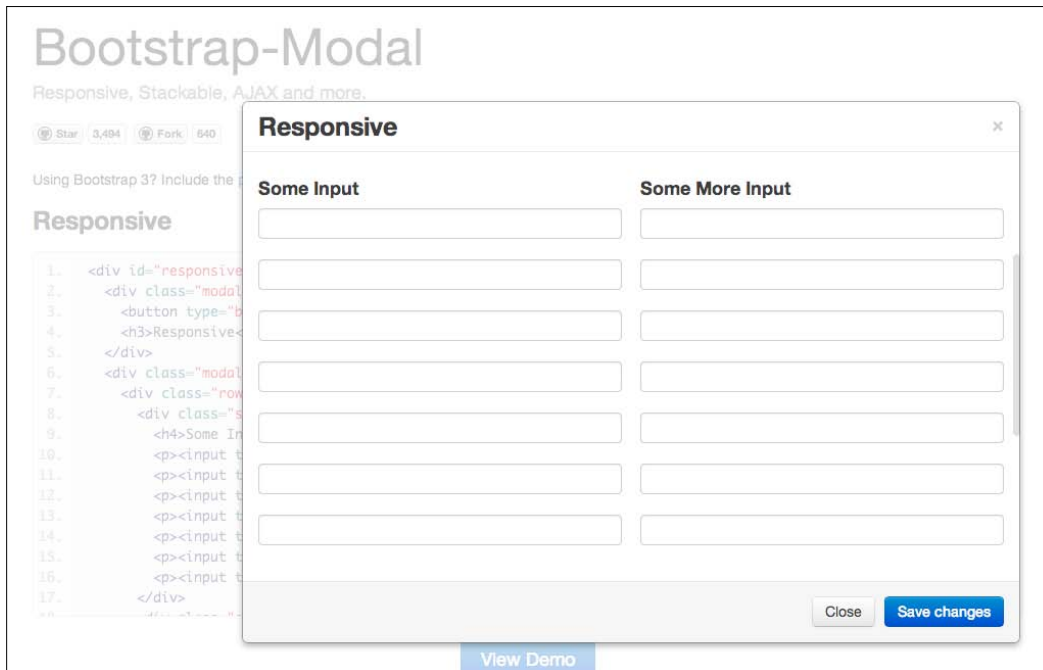 Bootstrap-Modal
Responsive, Stackable, AJAX and more.
Star 3,494 Fork 640
Using Bootstrap 3? Include the p
Responsive
1. <div id="responsive
2. <div class="modal
3. <button type="b
4. <h3>Responsive<
5. </div>
6. <div class="modal
7. <div class="row
8. <div class="s
9. <h4>Some In
10. <p><input t
11. <p><input t
12. <p><input t
13. <p><input t
14. <p><input t
15. <p><input t
16. <p><input t
17. </div>
Responsive ×
Some Input Some More Input
Close Save changes
View Demo